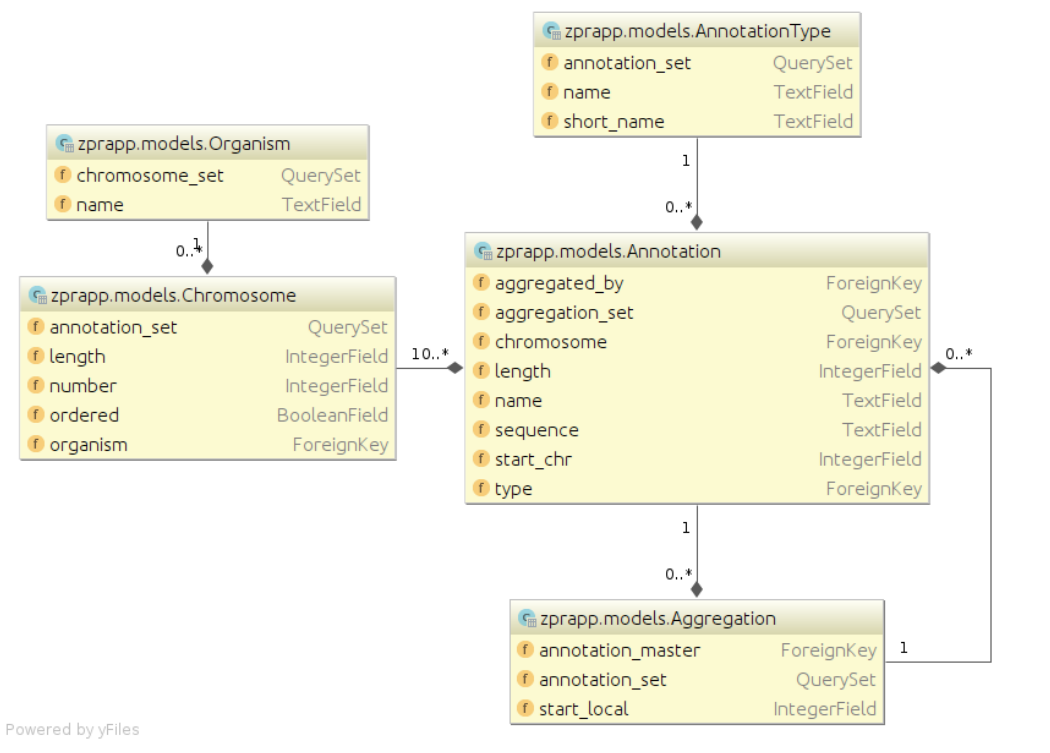 zprapp.models.AnnotationType
annotation_set QuerySet
name TextField
short_name TextField
1
0..*
zprapp.models.Organism
chromosome_set QuerySet
name TextField
1
0..*
zprapp.models.Chromosome
annotation_set QuerySet
length IntegerField
number IntegerField
ordered BooleanField
organism ForeignKey
10..*
zprapp.models.Annotation
aggregated_by ForeignKey
aggregation_set QuerySet
chromosome ForeignKey
length IntegerField
name TextField
sequence TextField
start_chr IntegerField
type ForeignKey
0..*
1
0..*
zprapp.models.Aggregation
annotation_master ForeignKey
annotation_set QuerySet
start_local IntegerField
1
Powered by yFiles